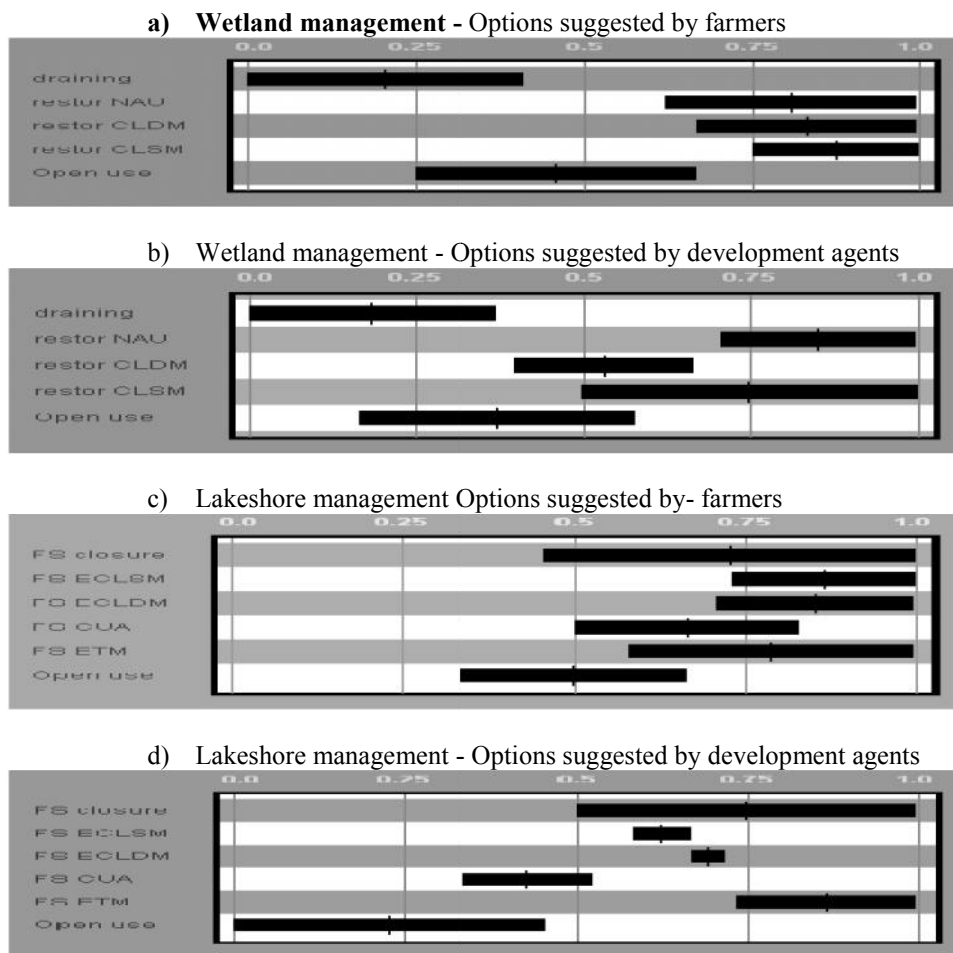 a) Wetland management - Options suggested by farmers
0.0 0.25 0.5 0.75 1.0
draining
restor NAU
restor CLDM
restor CLSM
Open use
b) Wetland management - Options suggested by development agents
0.0 0.25 0.5 0.75 1.0
draining
restor NAU
restor CLDM
restor CLSM
Open use
c) Lakeshore management Options suggested by- farmers
0.0 0.25 0.5 0.75 1.0
FS closure
FS ECLSM
FS ECLDM
FS CUA
FS ETM
Open use
d) Lakeshore management - Options suggested by development agents
0.0 0.25 0.5 0.75 1.0
FS closure
FS ECLSM
FS ECLDM
FS CUA
FS ETM
Open use